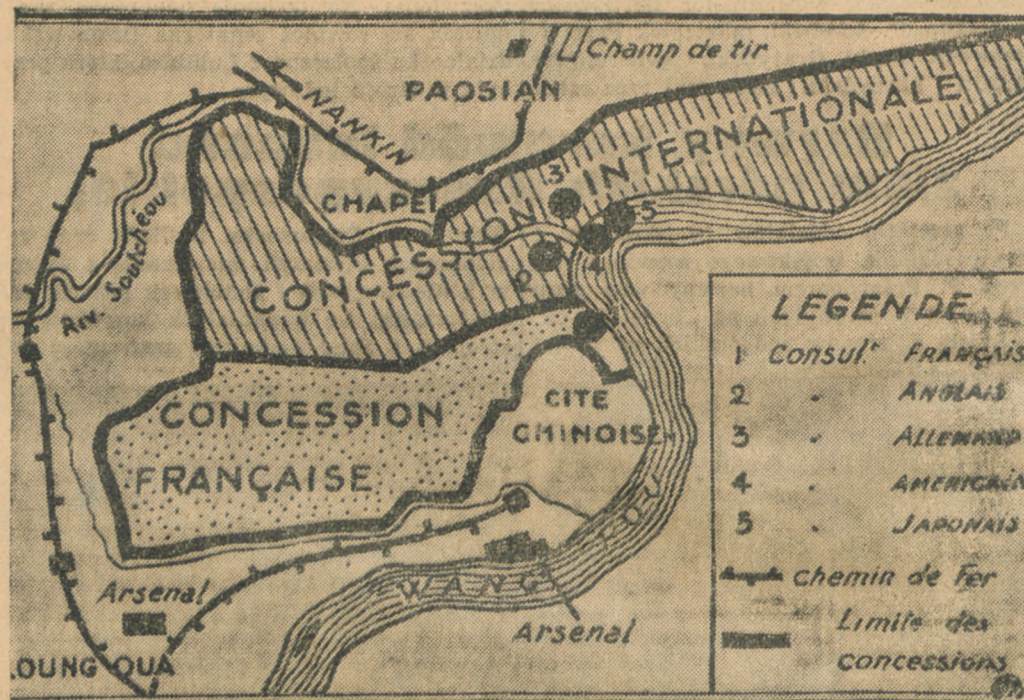 Champ de tir
PAOSIAN
NANKIN
INTERNATIONALE
3
CHAPEI
5
CONCESSION
4
2
Riv. Soutchéou
CONCESSION
FRANÇAISE
CITE
CHINOISE
WANG
Arsenal
Arsenal
OUNG QUA
LEGENDE
1 Consul.t FRANÇAIS
2 " ANGLAIS
3 " ALLEMAND
4 " AMERICAIN
5 " JAPONAIS
Chemin de Fer
Limite des
concessions